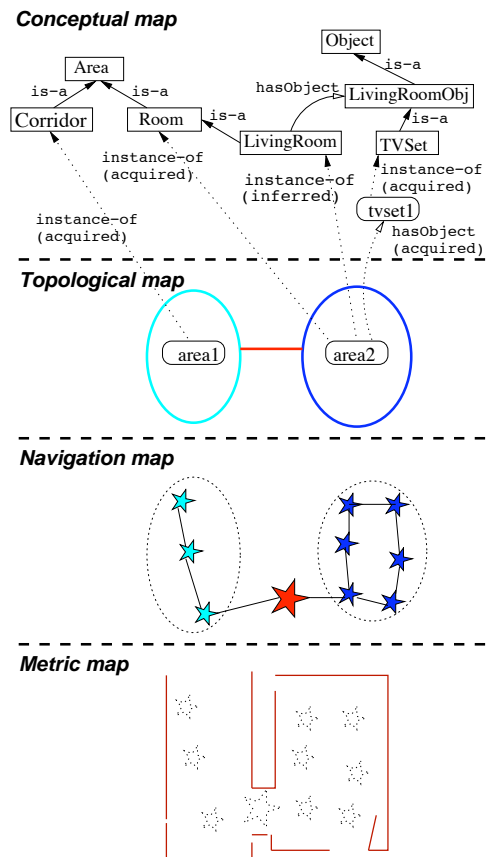 Conceptual map
Object
Area
is-a
hasObject
is-a
is-a
LivingRoomObj
Corridor
Room
is-a
is-a
LivingRoom
TVSet
instance-of
(acquired)
instance-of
(inferred)
instance-of
(acquired)
tvset1
instance-of
(acquired)
hasObject
(acquired)
Topological map
area1
area2
Navigation map
Metric map